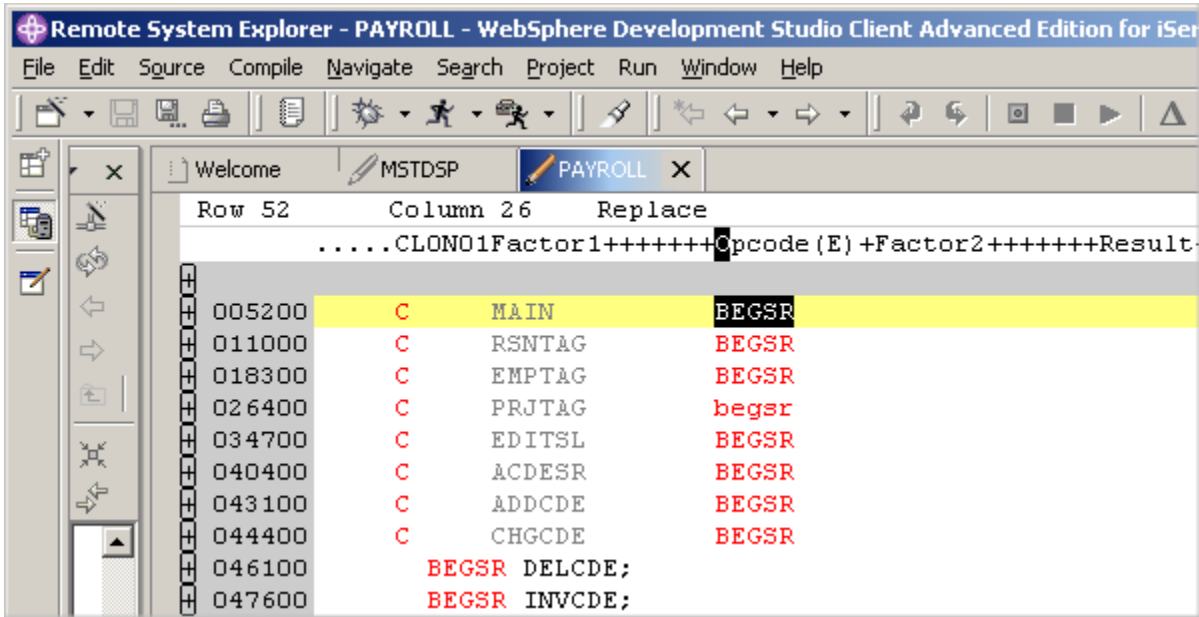 Remote System Explorer - PAYROLL - WebSphere Development Studio Client Advanced Edition for iSer
File Edit Source Compile Navigate Search Project Run Window Help
Welcome MSTDSP PAYROLL
Row 52 Column 26 Replace
.....CL0N01Factor1+++++++Opcode(E)+Factor2+++++++Result-
005200 C MAIN BEGSR
011000 C RSNTAG BEGSR
018300 C EMPTAG BEGSR
026400 C PRJTAG begsr
034700 C EDITSL BEGSR
040400 C ACDESR BEGSR
043100 C ADDCDE BEGSR
044400 C CHGCDE BEGSR
046100 BEGSR DELCDE;
047600 BEGSR INVCDE;